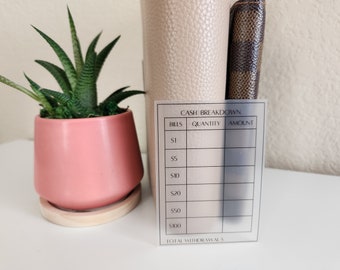 CASH BREAKDOWN
BILLS QUANTITY AMOUNT
$1
$5
$10
$20
$50
$100
TOTAL WITHDRAWALS